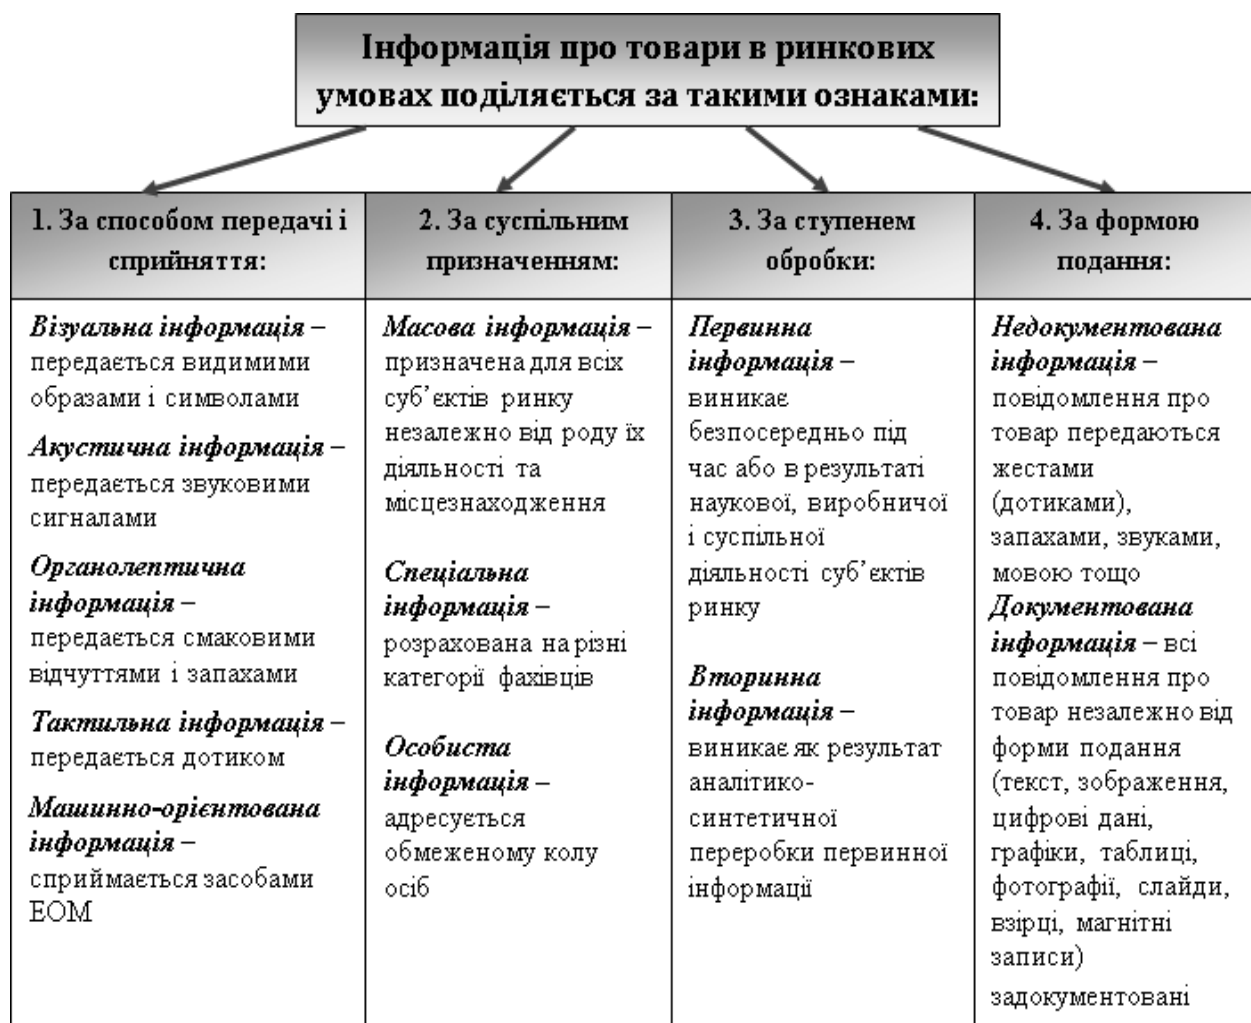 Інформація про товари в ринкових
умовах поділяється за такими ознаками:
1. За способом передачі і
сприйняття:
Візуальна інформація –
передається видимими
образами і символами
Акустична інформація –
передається звуковими
сигналами
Органолептична
інформація –
передається смаковими
відчуттями і запахами
Тактильна інформація –
передається дотиком
Машинно-орієнтована
інформація –
сприймається засобами
ЕОМ
2. За суспільним
призначенням:
Масова інформація –
призначена для всіх
суб’єктів ринку
незалежно від роду їх
діяльності та
місцезнаходження
Спеціальна
інформація –
розрахована на різні
категорії фахівців
Особиста
інформація –
адресується
обмеженому колу
осіб
3. За ступенем
обробки:
Первинна
інформація –
виникає
безпосередньо під
час або в результаті
наукової, виробничої
і суспільної
діяльності суб’єктів
ринку
Вторинна
інформація –
виникає як результат
аналітико-
синтетичної
переробки первинної
інформації
4. За формою
подання:
Недокументована
інформація –
повідомлення про
товар передаються
жестами
(дотиками),
запахами, звуками,
мовою тощо
Документована
інформація – всі
повідомлення про
товар незалежно від
форми подання
(текст, зображення,
цифрові дані,
графіки, таблиці,
фотографії, слайди,
взірці, магнітні
записи)
задокументовані